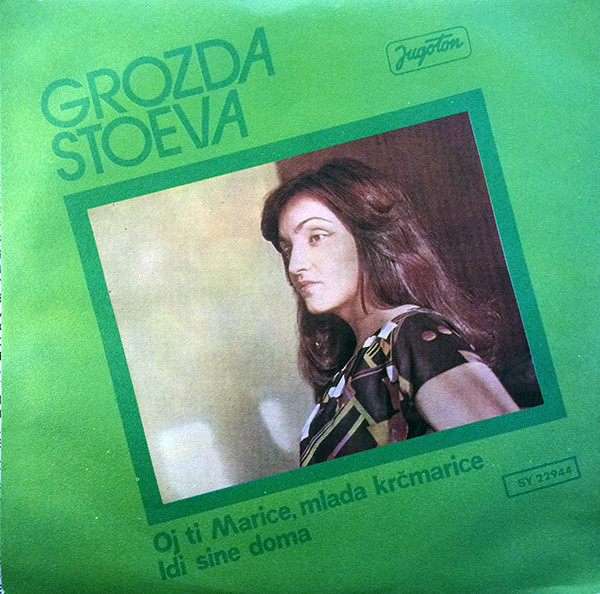 GROZDA
STOEVA
Jugoton
Oj ti Marice, mlada krčmarice
Idi sine doma
SY 22944